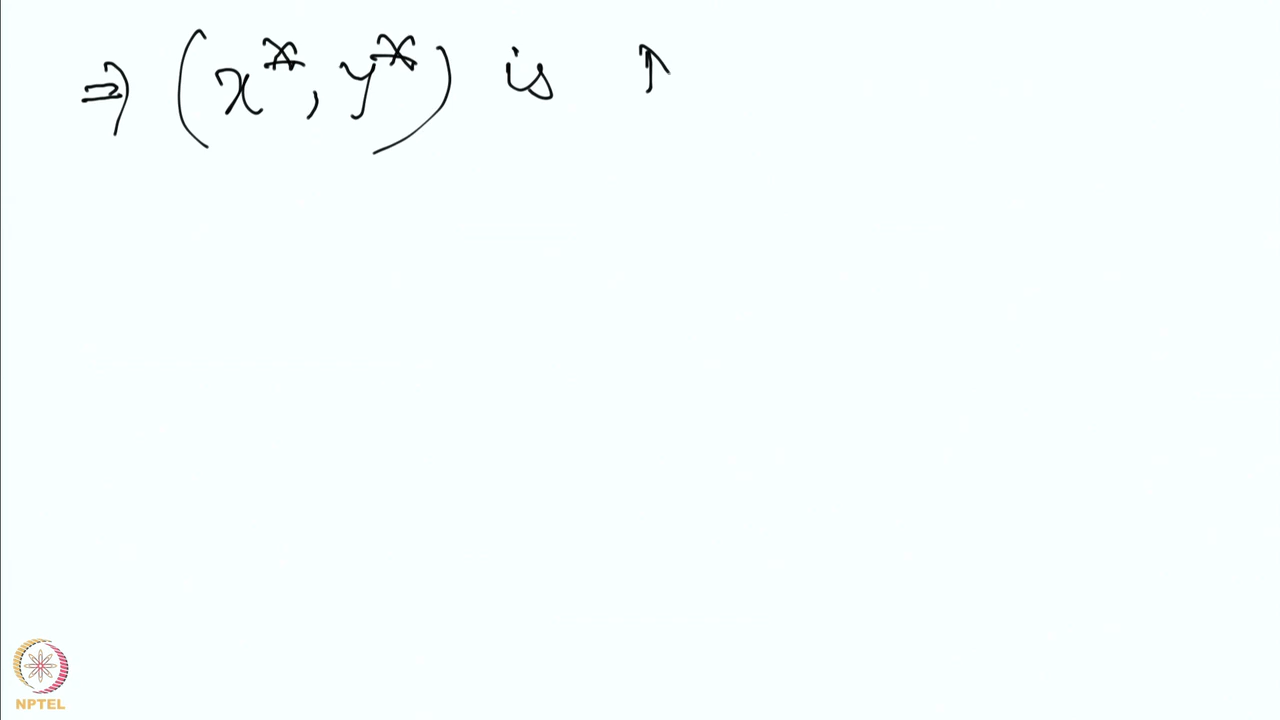 ⇒ (x*, y*) is
NPTEL